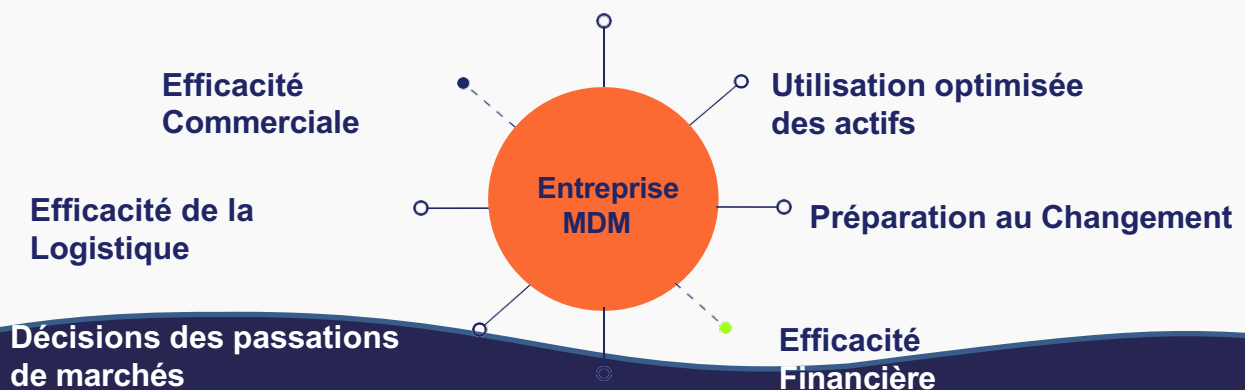 Efficacité
Commerciale
Utilisation optimisée
des actifs
Entreprise
MDM
Efficacité de la
Logistique
Préparation au Changement
Décisions des passations
de marchés
Efficacité
Financière